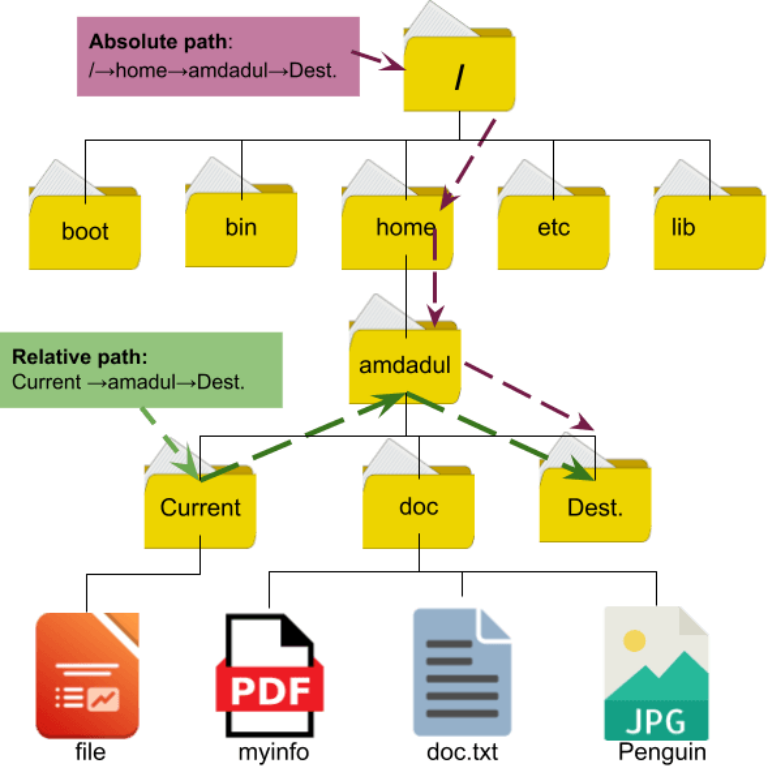 Absolute path:
/→home→amdadul→Dest.
/
boot
bin
home
etc
lib
amdadul
Relative path:
Current →amadul→Dest.
Current
doc
Dest.
PDF
JPG
file
myinfo
doc.txt
Penguin